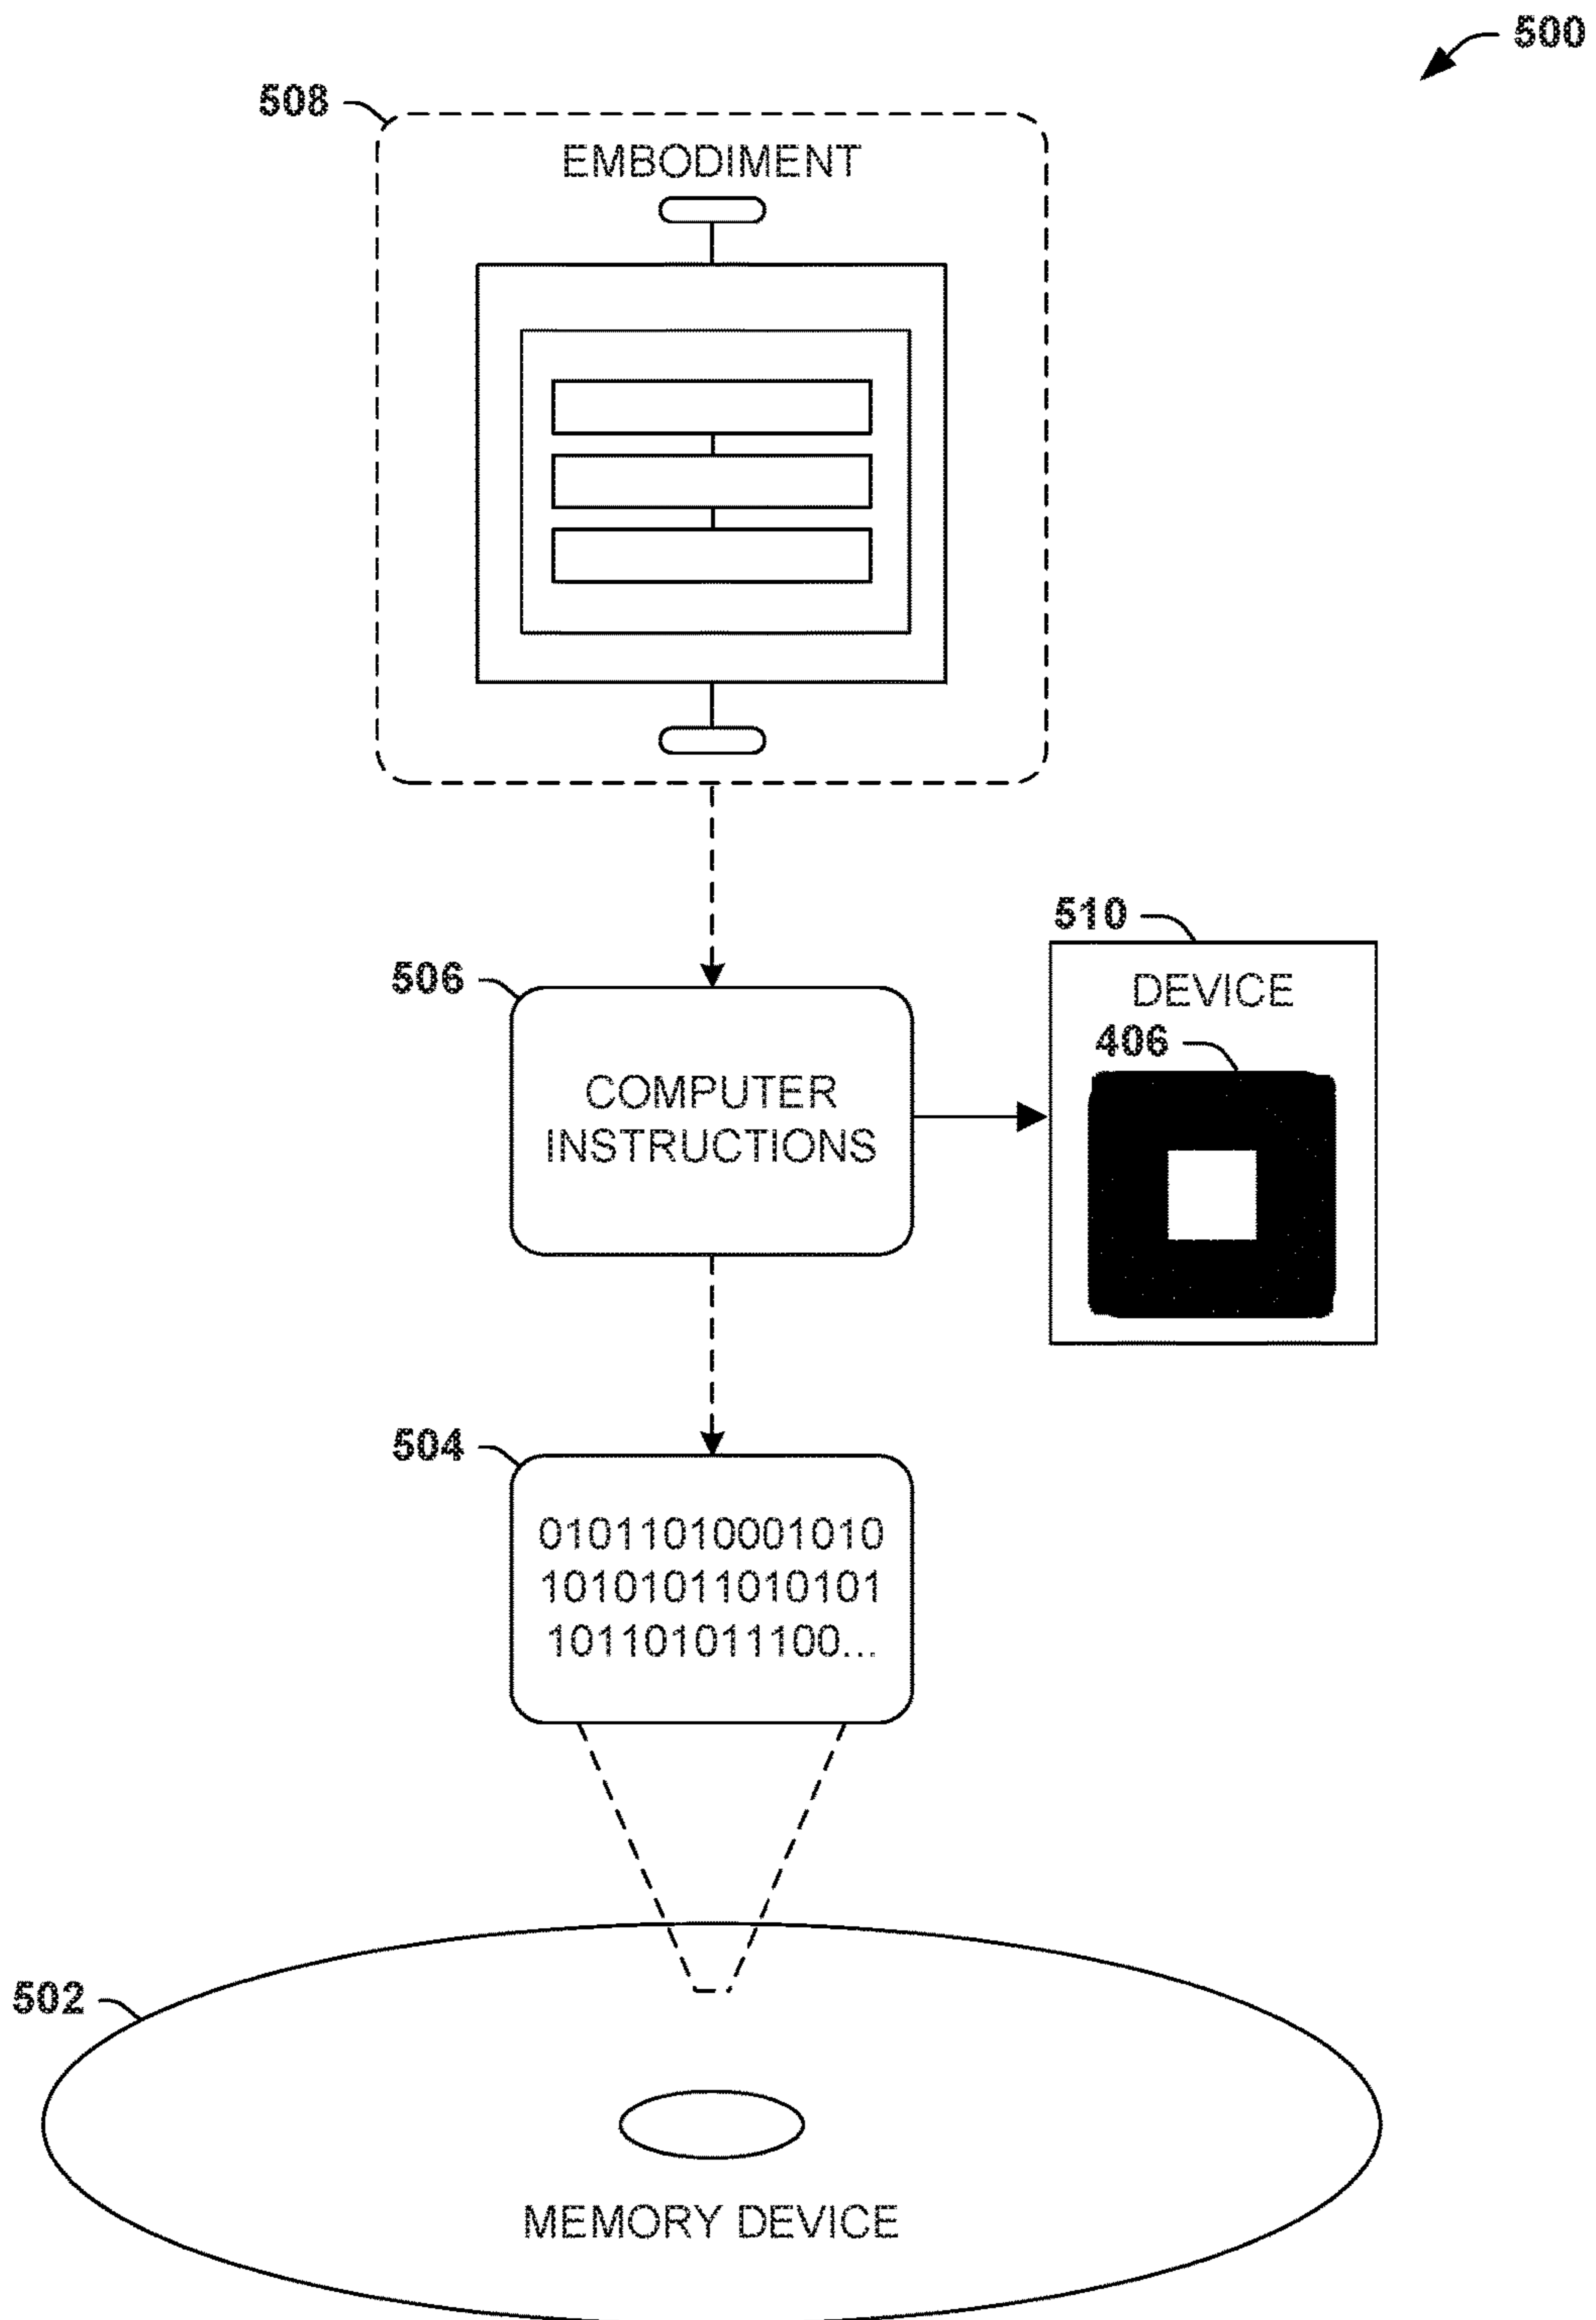 500
508
EMBODIMENT
510
506
DEVICE
406
COMPUTER
INSTRUCTIONS
504
01011010001010
10101011010101
101101011100...
502
MEMORY DEVICE